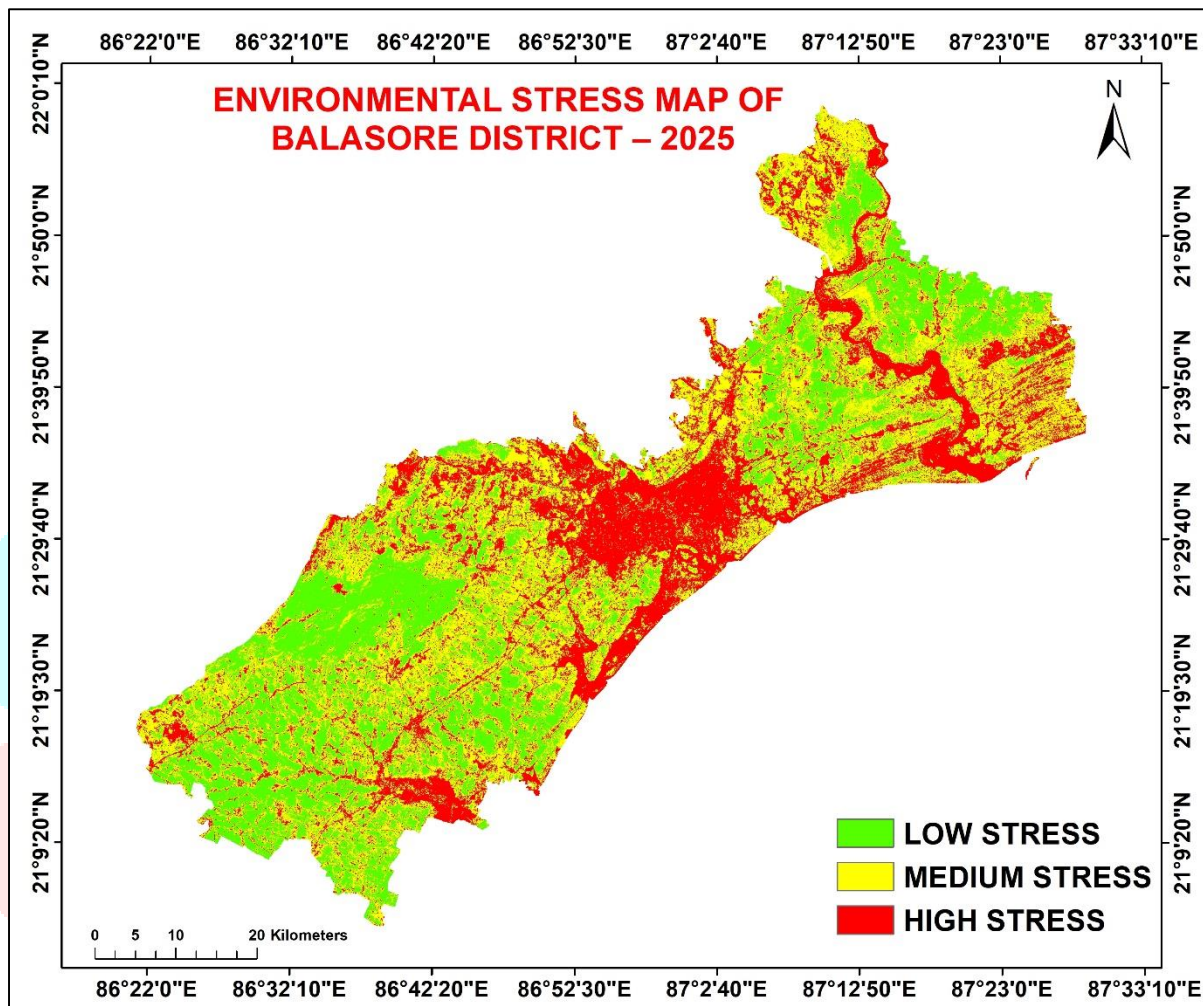 86°22'0"E 86°32'10"E 86°42'20"E 86°52'30"E 87°2'40"E 87°12'50"E 87°23'0"E 87°33'10"E
22°0'10"N
21°50'0"N
21°39'50"N
21°29'40"N
21°19'30"N
21°9'20"N
ENVIRONMENTAL STRESS MAP OF
BALASORE DISTRICT – 2025
N
21°50'0"N
21°39'50"N
21°29'40"N
21°19'30"N
21°9'20"N
LOW STRESS
MEDIUM STRESS
HIGH STRESS
0 5 10 20 Kilometers
86°22'0"E 86°32'10"E 86°42'20"E 86°52'30"E 87°2'40"E 87°12'50"E 87°23'0"E 87°33'10"E